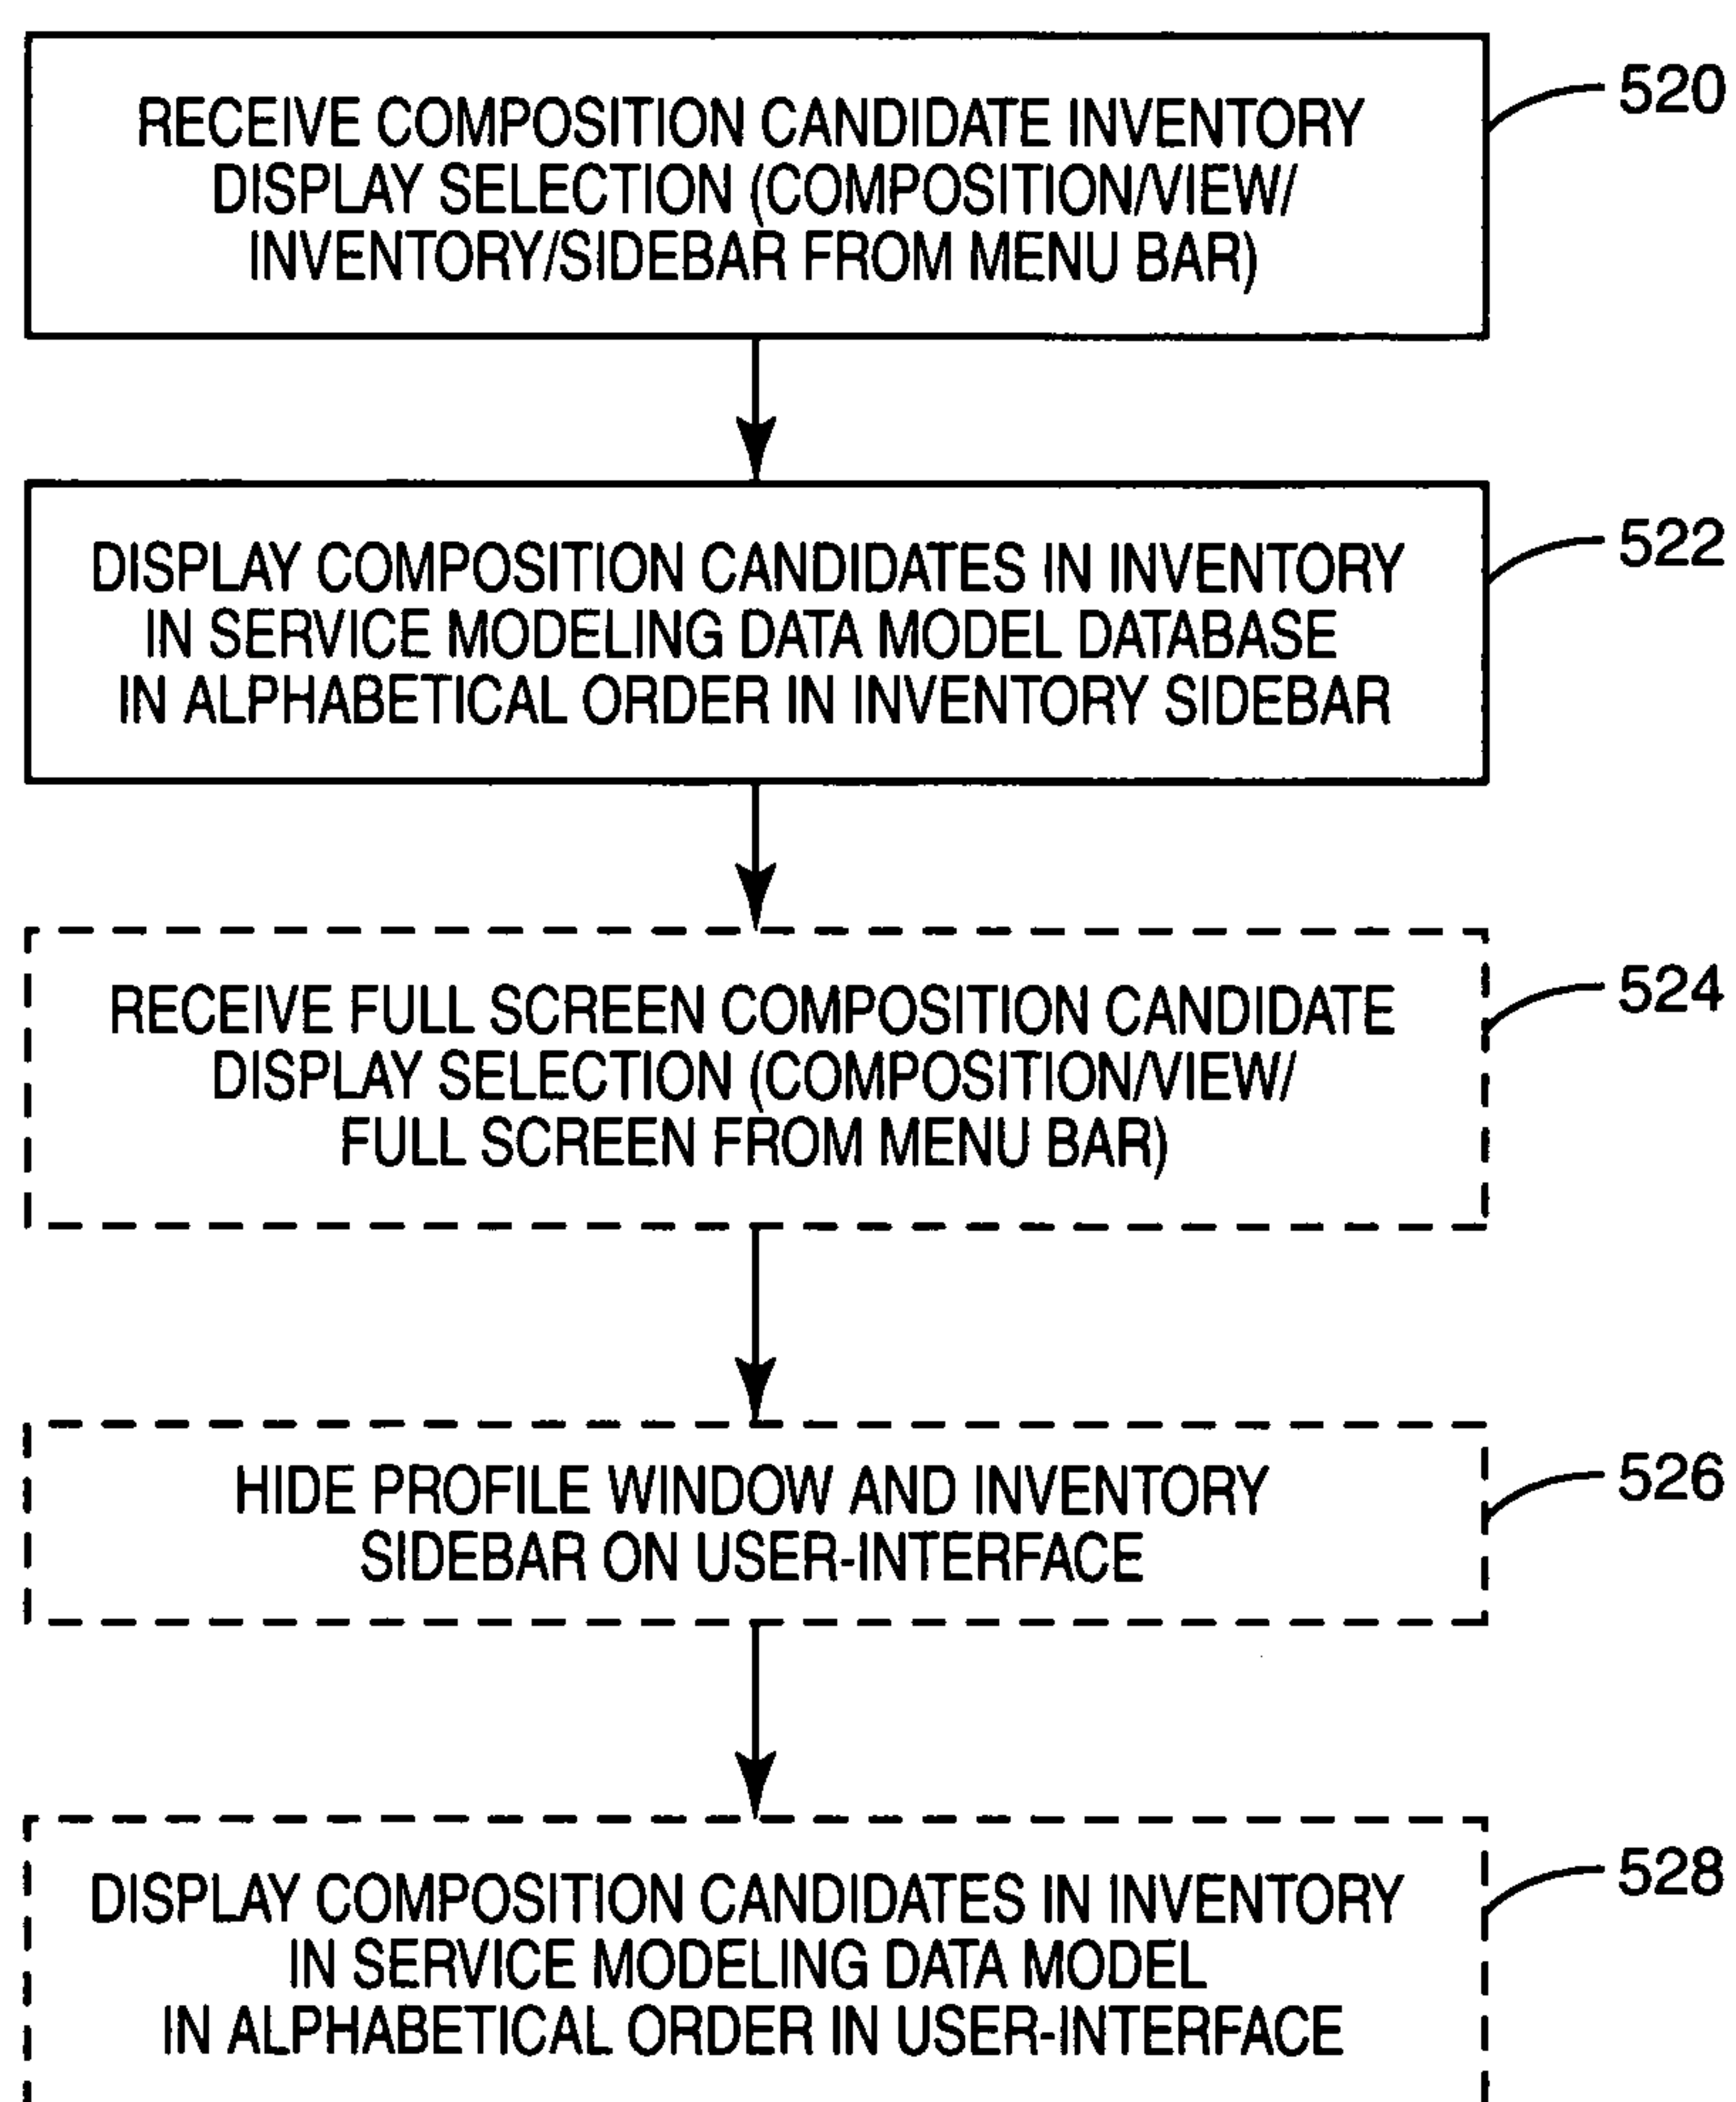 RECEIVE COMPOSITION CANDIDATE INVENTORY
DISPLAY SELECTION (COMPOSITION/VIEW/
INVENTORY/SIDEBAR FROM MENU BAR)
520
DISPLAY COMPOSITION CANDIDATES IN INVENTORY
IN SERVICE MODELING DATA MODEL DATABASE
IN ALPHABETICAL ORDER IN INVENTORY SIDEBAR
522
RECEIVE FULL SCREEN COMPOSITION CANDIDATE
DISPLAY SELECTION (COMPOSITION/VIEW/
FULL SCREEN FROM MENU BAR)
524
HIDE PROFILE WINDOW AND INVENTORY
SIDEBAR ON USER-INTERFACE
526
DISPLAY COMPOSITION CANDIDATES IN INVENTORY
IN SERVICE MODELING DATA MODEL
IN ALPHABETICAL ORDER IN USER-INTERFACE
528